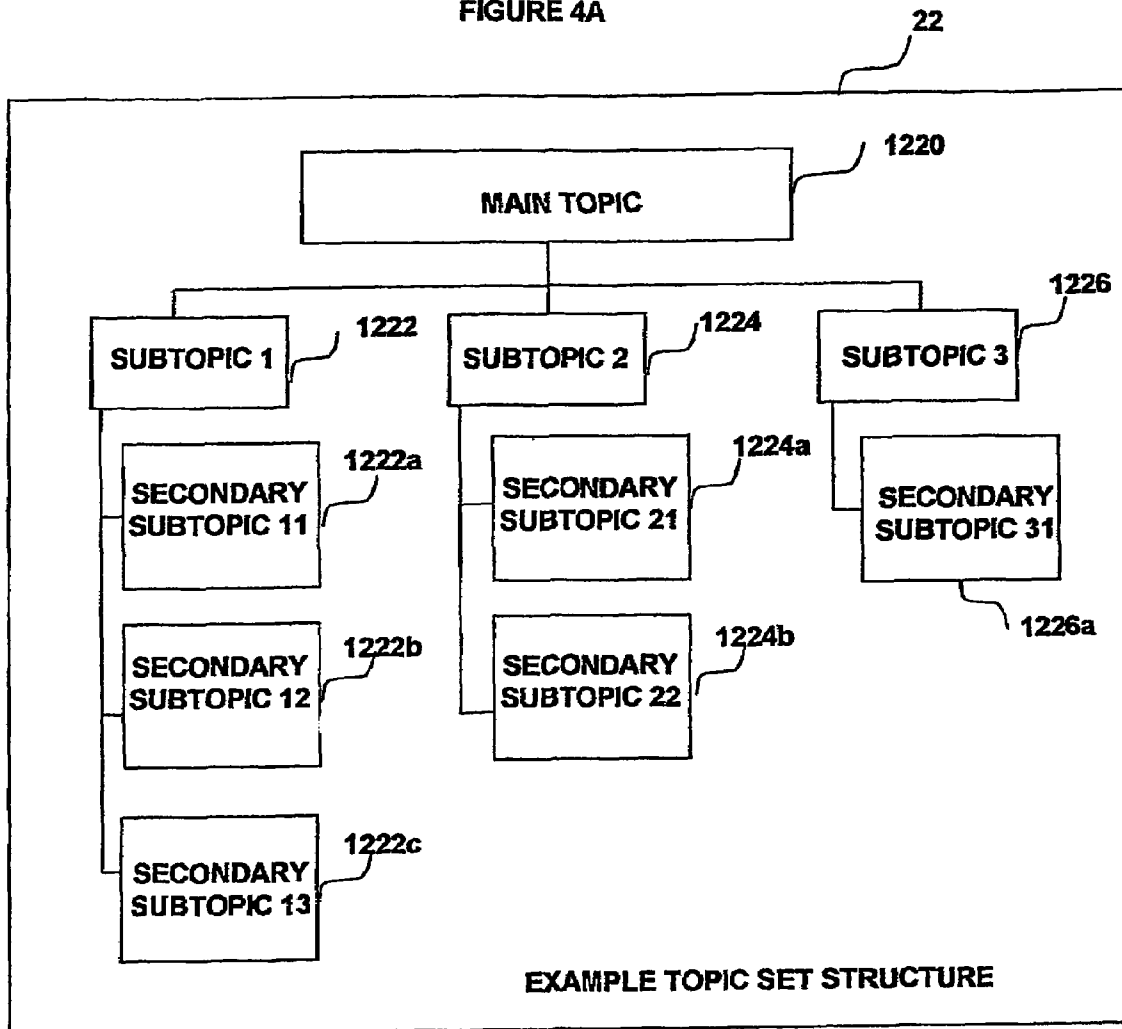 FIGURE 4A
22
1220
MAIN TOPIC
1222
SUBTOPIC 1
1224
SUBTOPIC 2
1226
SUBTOPIC 3
1222a
SECONDARY
SUBTOPIC 11
1224a
SECONDARY
SUBTOPIC 21
SECONDARY
SUBTOPIC 31
1226a
1222b
SECONDARY
SUBTOPIC 12
1224b
SECONDARY
SUBTOPIC 22
1222c
SECONDARY
SUBTOPIC 13
EXAMPLE TOPIC SET STRUCTURE